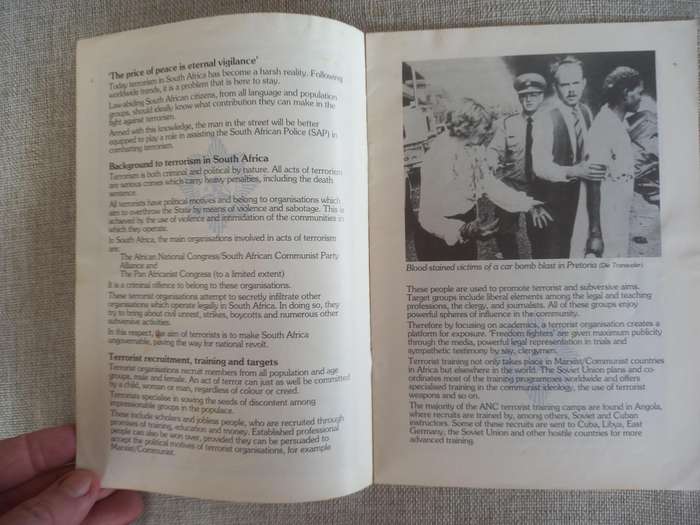 'The price of peace is eternal vigilance'
Today terrorism in South Africa has become a harsh reality. Following
worldwide trends, it is a problem that is here to stay.
Law-abiding South African citizens, from all language and population
groups, should ideally know what contribution they can make in the
fight against terrorism.
Armed with this knowledge, the man in the street will be better
equipped to play a role in assisting the South African Police (SAP) in
combatting terrorism.
Background to terrorism in South Africa
Terrorism is both criminal and political by nature. All acts of terrorism
are serious crimes which carry heavy penalties, including the death
sentence.
All terrorists have political motives and belong to organisations which
aim to overthrow the State by means of violence and sabotage. This is
achieved by the use of violence and intimidation of the communities in
which they operate.
In South Africa, the main organisations involved in acts of terrorism
are:
The African National Congress/South African Communist Party
Alliance and
The Pan Africanist Congress (to a limited extent)
It is a criminal offence to belong to these organisations.
These terrorist organisations attempt to secretly infiltrate other
organisations which operate legally in South Africa. In doing so, they
try to bring about civil unrest, strikes, boycotts and numerous other
subversive activities.
In this respect, the aim of terrorists is to make South Africa
ungovernable, paving the way for national revolt.
Terrorist recruitment, training and targets
Terrorist organisations recruit members from all population and age
groups, male and female. An act of terror can just as well be committed
by a child, woman or man, regardless of colour or creed.
Terrorists specialise in sowing the seeds of discontent among
impressionable groups in the populace.
These include scholars and jobless people, who are recruited through
promises of training, education and money. Established professional
people can also be won over, provided they can be persuaded to
accept the political motives of terrorist organisations, for example
Marxist/Communist.
Blood-stained victims of a car bomb blast in Pretoria (Die Transvaler)
These people are used to promote terrorist and subversive aims.
Target groups include liberal elements among the legal and teaching
professions, the clergy, and journalists. All of these groups enjoy
powerful spheres of influence in the community.
Therefore by focusing on academics, a terrorist organisation creates a
platform for exposure. 'Freedom fighters' are given maximum publicity
through the media, powerful legal representation in trials and
sympathetic testimony by say, clergymen.
Terrorist training not only takes place in Marxist/Communist countries
in Africa but elsewhere in the world. The Soviet Union plans and co-
ordinates most of the training programmes worldwide and offers
specialised training in the communist ideology, the use of terrorist
weapons and so on.
The majority of the ANC terrorist training camps are found in Angola,
where recruits are trained by, among others, Soviet and Cuban
instructors. Some of these recruits are sent to Cuba, Libya, East
Germany, the Soviet Union and other hostile countries for more
advanced training.